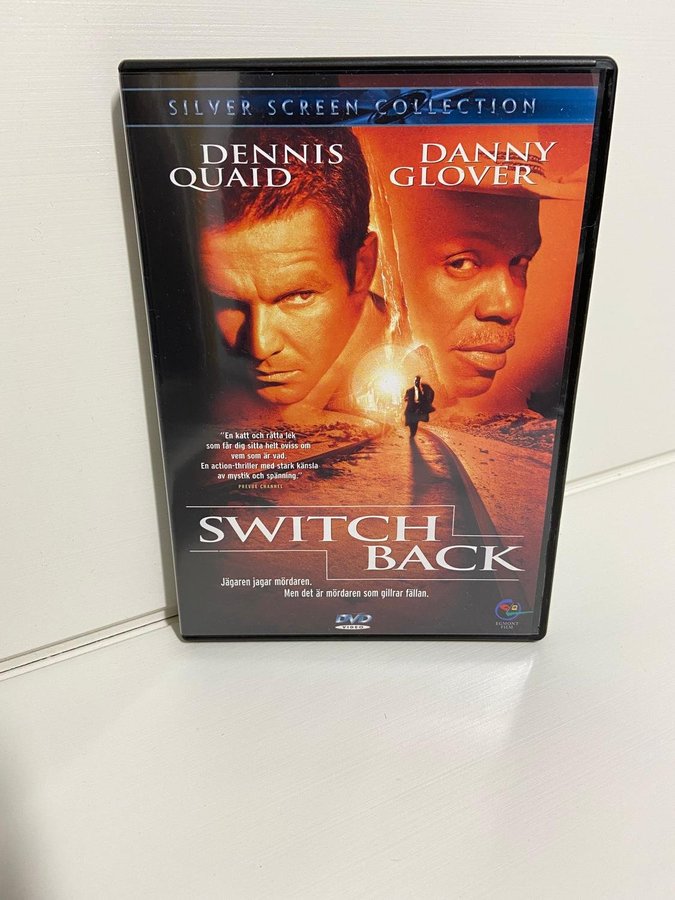 SILVER SCREEN COLLECTION
DENNIS QUAID
DANNY GLOVER
"En katt och råtta lek
som får dig sitta helt oviss om
vem som är vad.
En action-thriller med stark känsla
av mystik och spänning."
PREVUE CHANNEL
SWITCH
BACK
Jägaren jagar mördaren.
Men det är mördaren som gillrar fällan.
DVD
VIDEO
EGMONT
FILM